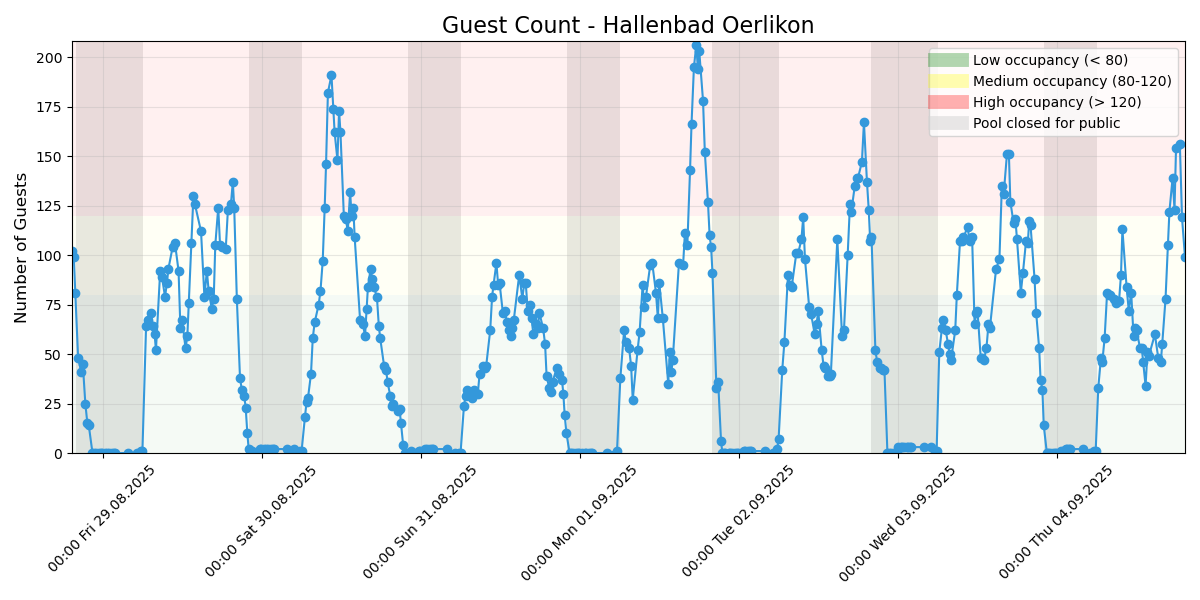 Guest Count - Hallenbad Oerlikon
Number of Guests
200
175
150
125
100
75
50
25
0
Low occupancy (< 80)
Medium occupancy (80-120)
High occupancy (> 120)
Pool closed for public
00:00 Fri 29.08.2025
00:00 Sat 30.08.2025
00:00 Sun 31.08.2025
00:00 Mon 01.09.2025
00:00 Tue 02.09.2025
00:00 Wed 03.09.2025
00:00 Thu 04.09.2025